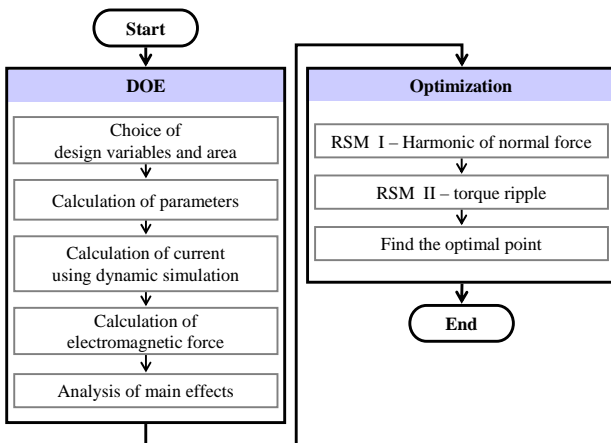 Start
DOE
Choice of
design variables and area
Calculation of parameters
Calculation of current
using dynamic simulation
Calculation of
electromagnetic force
Analysis of main effects
Optimization
RSM I – Harmonic of normal force
RSM II – torque ripple
Find the optimal point
End